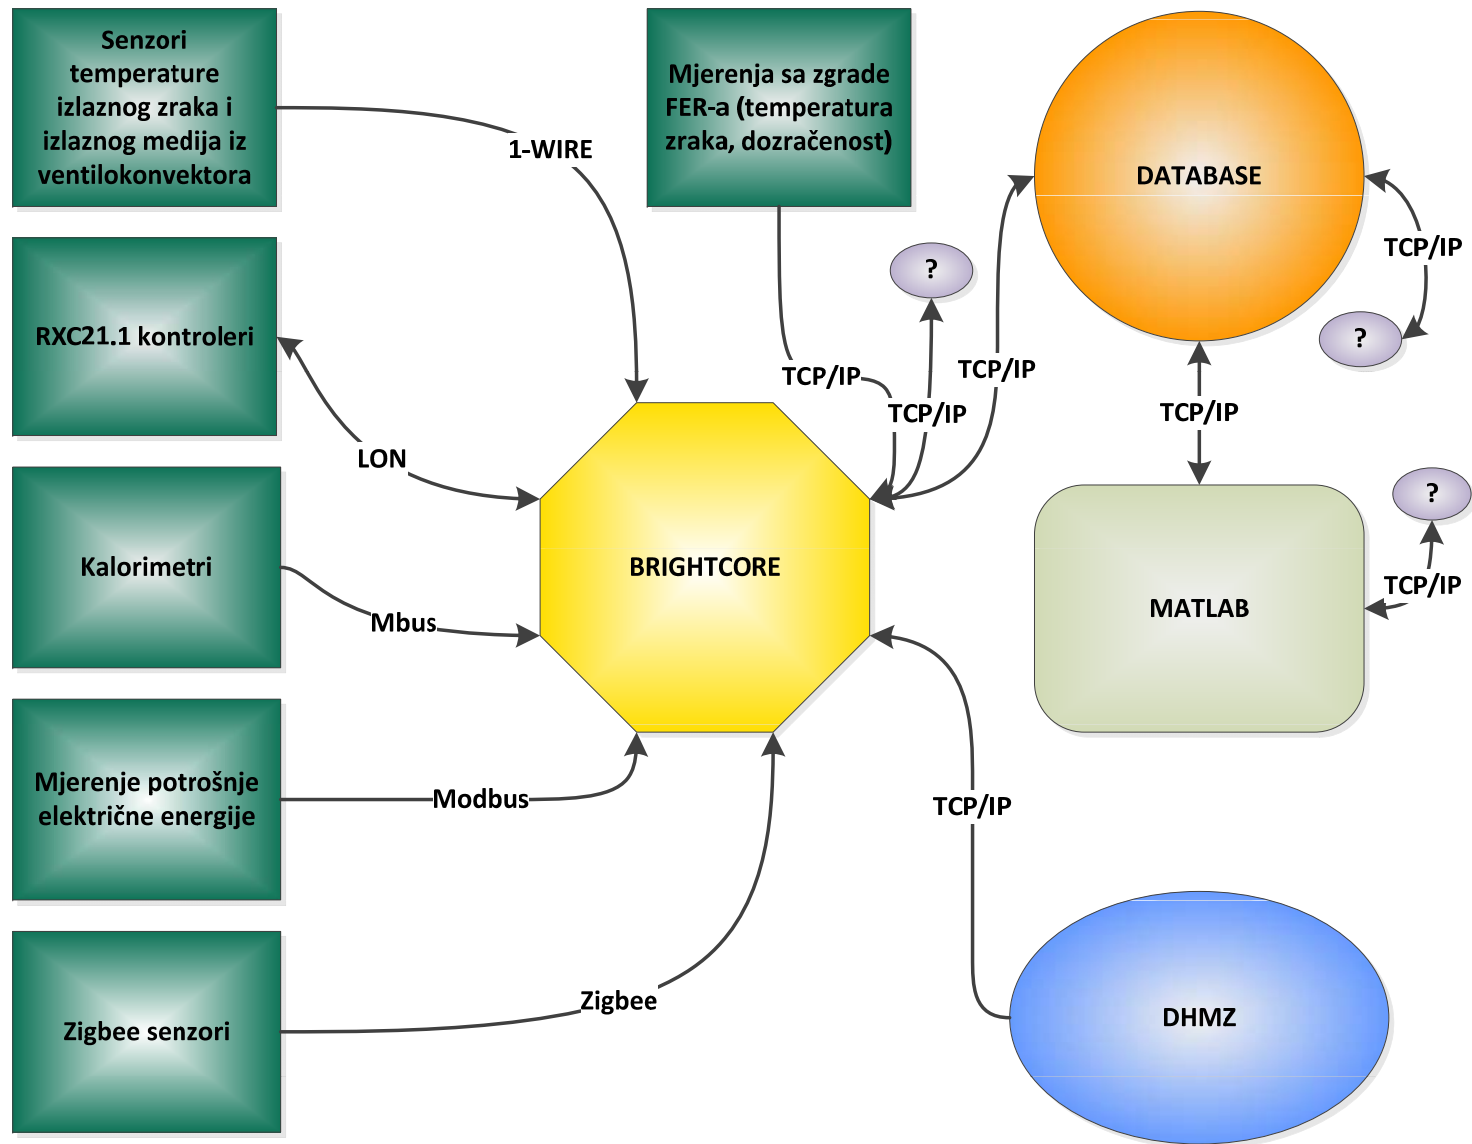 Senzori
temperature
izlaznog zraka i
izlaznog medija iz
ventilokonvektora
1-WIRE
Mjerenja sa zgrade
FER-a (temperatura
zraka, dozračenost)
DATABASE
TCP/IP
?
?
RXC21.1 kontroleri
LON
TCP/IP
TCP/IP
TCP/IP
TCP/IP
Kalorimetri
Mbus
BRIGHTCORE
MATLAB
?
TCP/IP
Mjerenje potrošnje
električne energije
Modbus
TCP/IP
Zigbee senzori
Zigbee
DHMZ